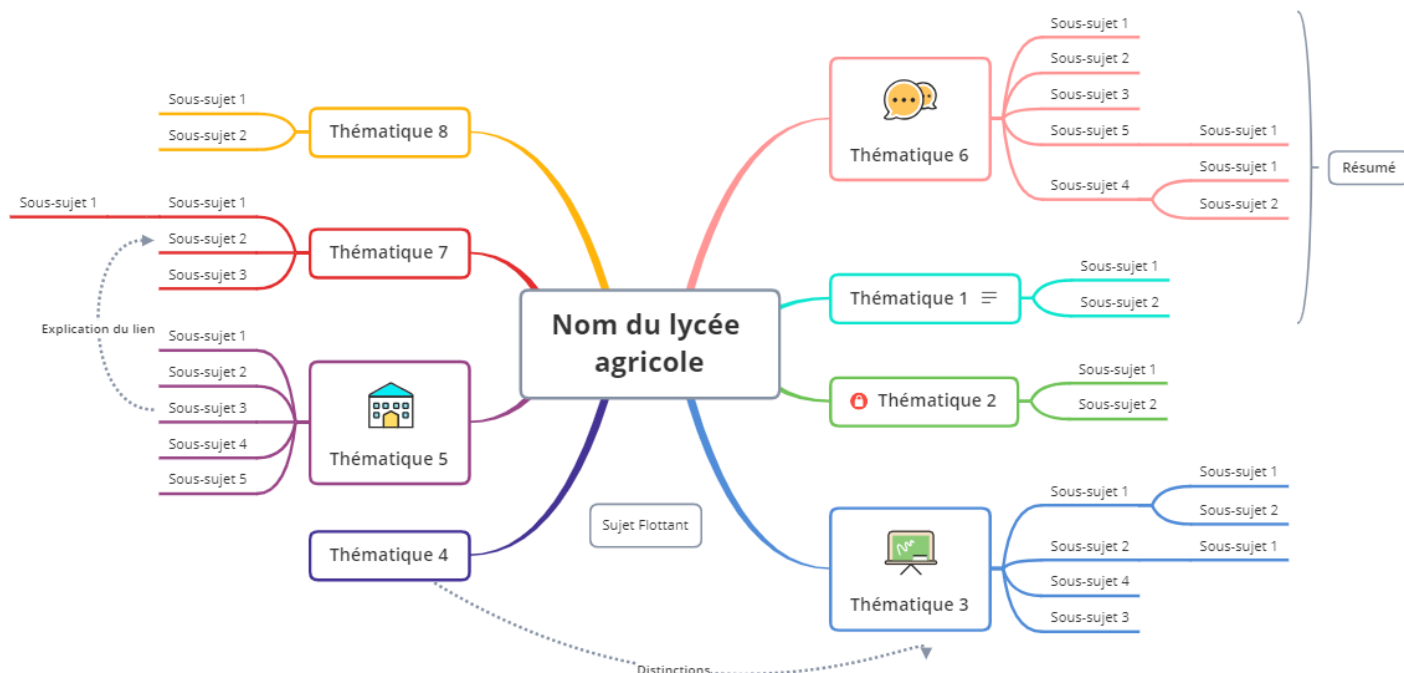 Nom du lycée
agricole
Thématique 6
Sous-sujet 1
Sous-sujet 2
Sous-sujet 3
Sous-sujet 5
Sous-sujet 1
Sous-sujet 4
Sous-sujet 1
Sous-sujet 2
Résumé
Thématique 1
Sous-sujet 1
Sous-sujet 2
Thématique 2
Sous-sujet 1
Sous-sujet 2
Thématique 3
Sous-sujet 1
Sous-sujet 1
Sous-sujet 2
Sous-sujet 2
Sous-sujet 1
Sous-sujet 4
Sous-sujet 3
Thématique 8
Sous-sujet 1
Sous-sujet 2
Thématique 7
Sous-sujet 1
Sous-sujet 1
Sous-sujet 2
Sous-sujet 3
Explication du lien
Thématique 5
Sous-sujet 1
Sous-sujet 2
Sous-sujet 3
Sous-sujet 4
Sous-sujet 5
Thématique 4
Sujet Flottant
Distinctions